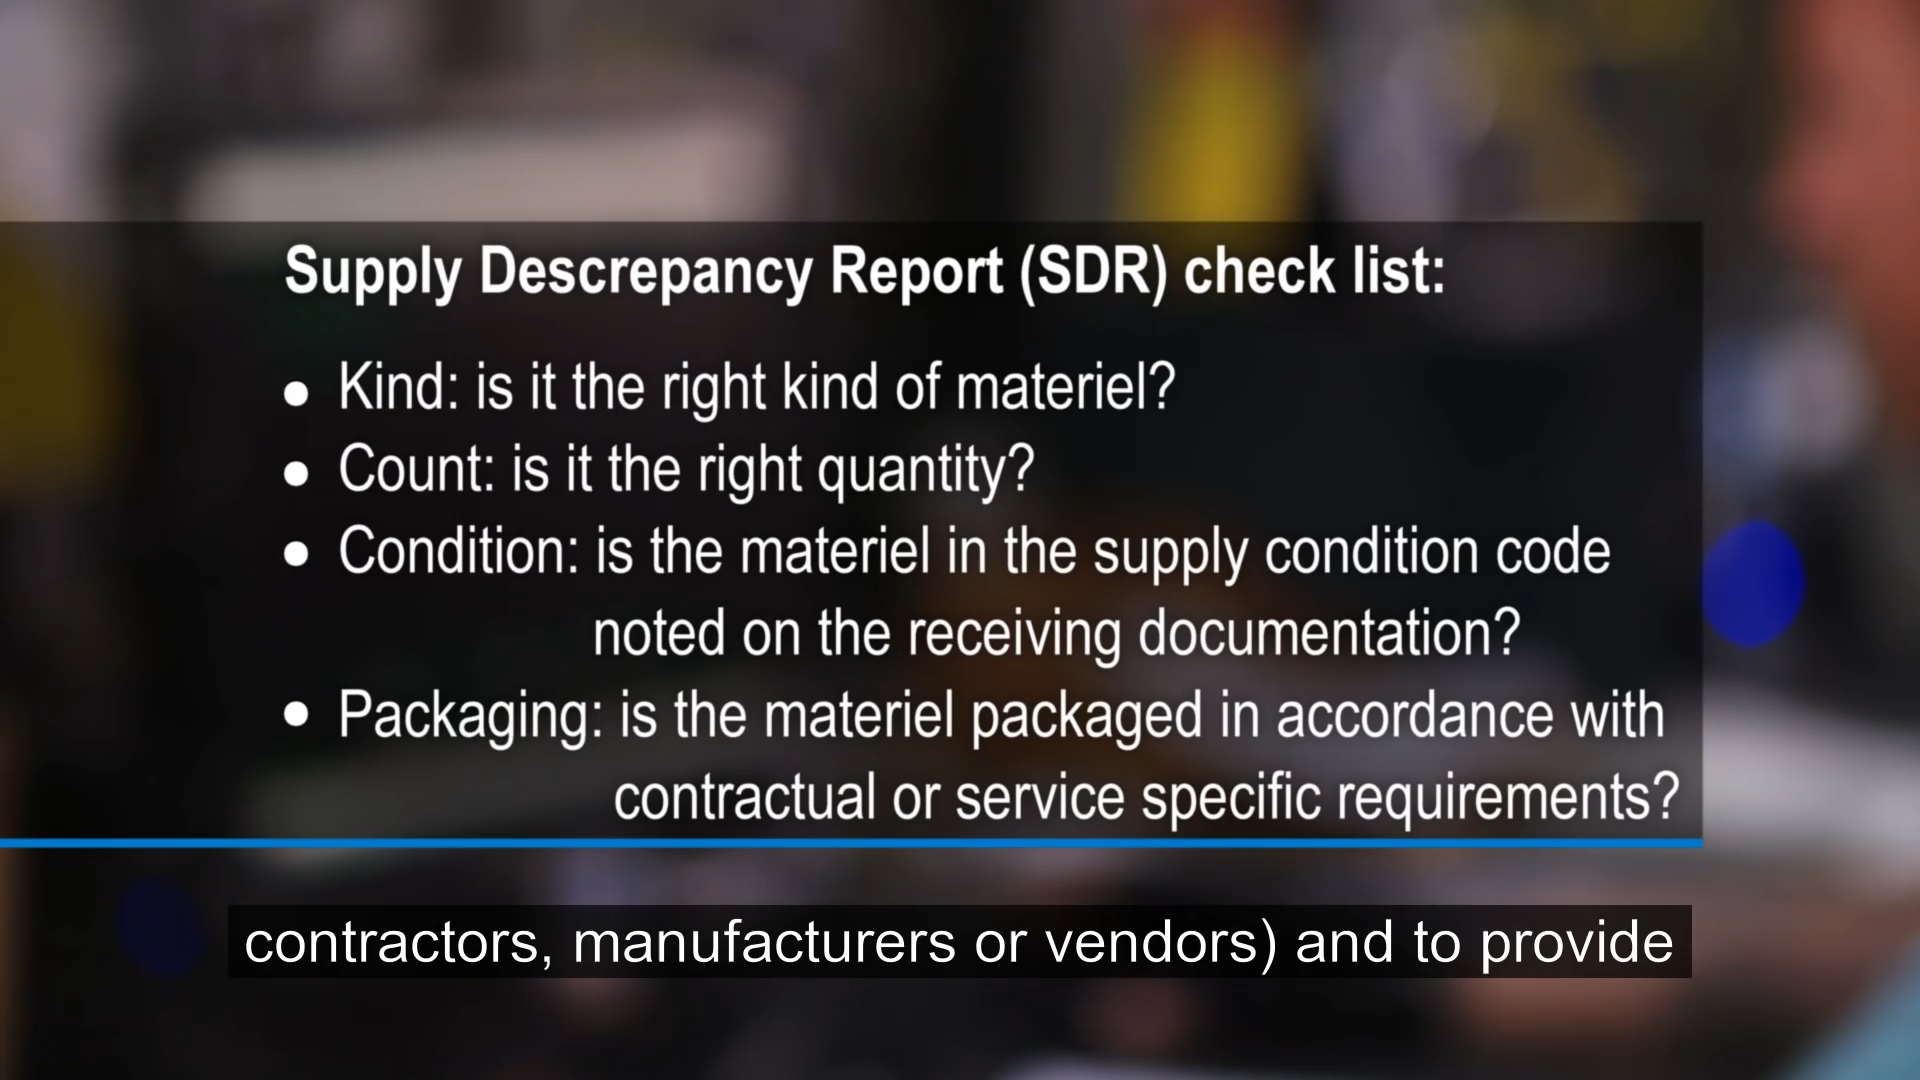 Supply Descrepancy Report (SDR) check list:
• Kind: is it the right kind of materiel?
• Count: is it the right quantity?
• Condition: is the materiel in the supply condition code
noted on the receiving documentation?
• Packaging: is the materiel packaged in accordance with
contractual or service specific requirements?
contractors, manufacturers or vendors) and to provide